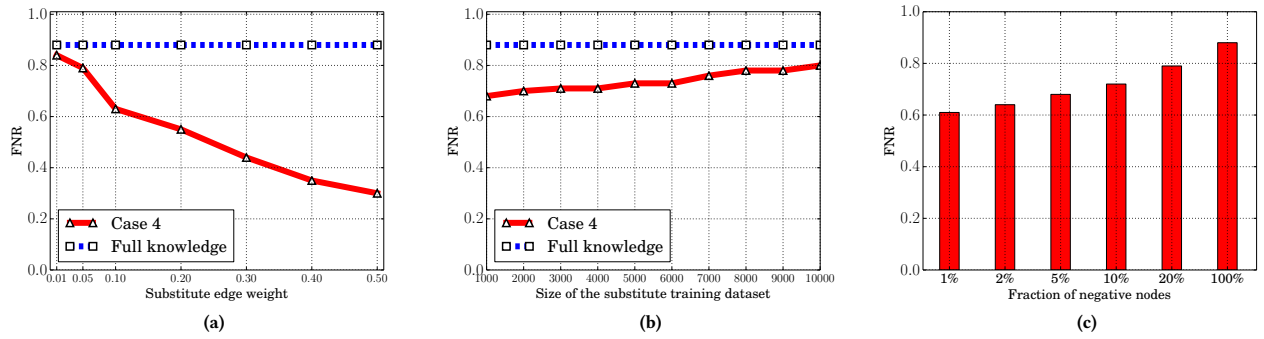 1.0
0.8
0.6
0.4
0.2
0.0
FNR
Case 4
Full knowledge
0.01 0.05 0.10 0.20 0.30 0.40 0.50
Substitute edge weight
(a)
1.0
0.8
0.6
0.4
0.2
0.0
FNR
Case 4
Full knowledge
1000 2000 3000 4000 5000 6000 7000 8000 9000 10000
Size of the substitute training dataset
(b)
1.0
0.8
0.6
0.4
0.2
0.0
FNR
1% 2% 5% 10% 20% 100%
Fraction of negative nodes
(c)